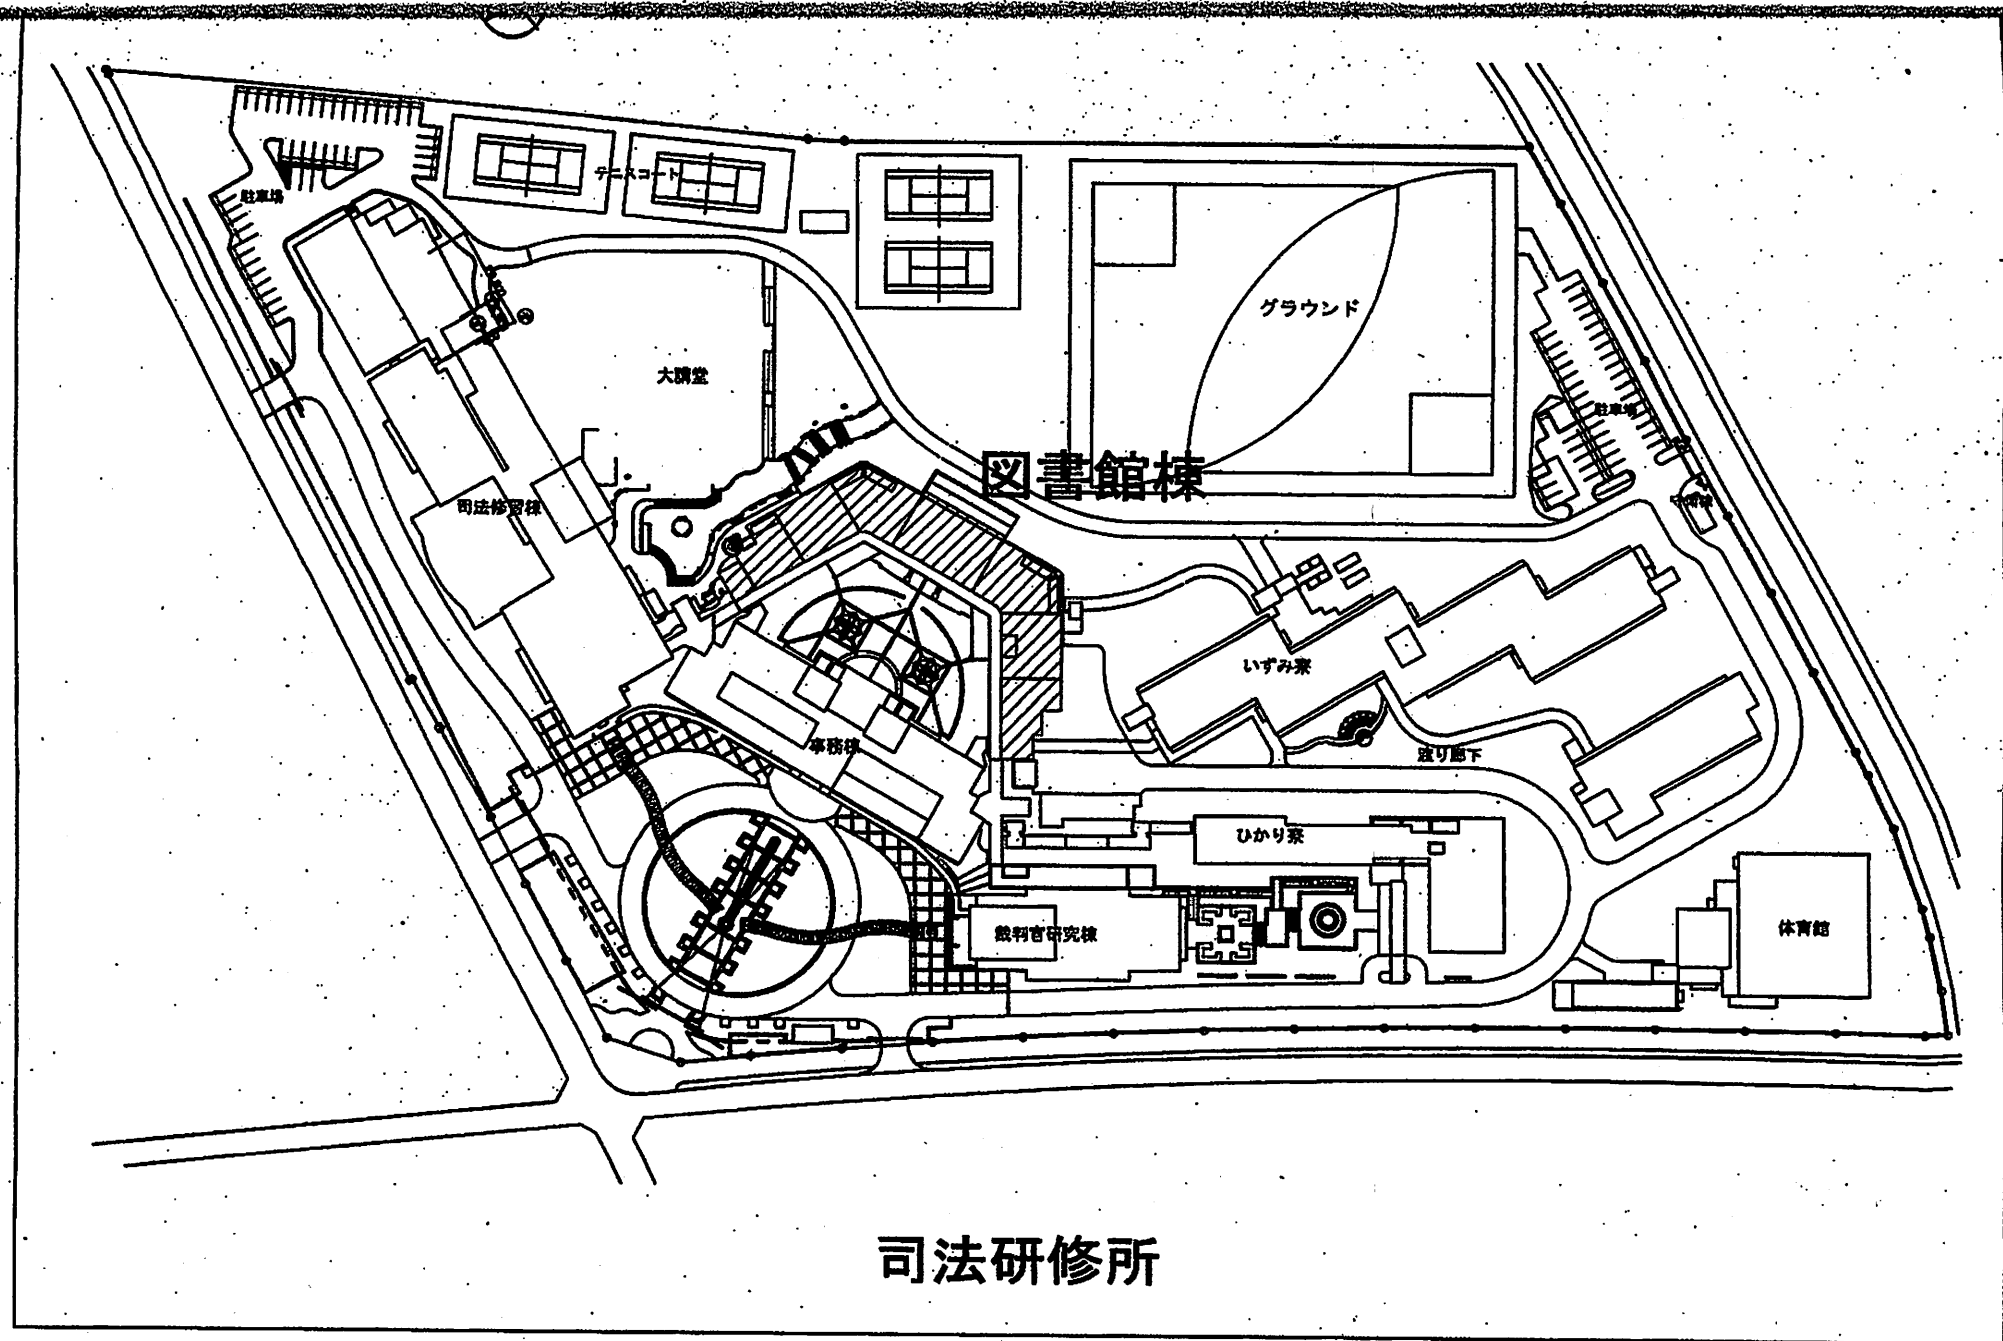 テニスコート
駐車場
グラウンド
大講堂
駐車場
図書館棟
司法修習棟
いずみ寮
事務棟
渡り廊下
ひかり寮
裁判官研究棟
体育館
司法研修所